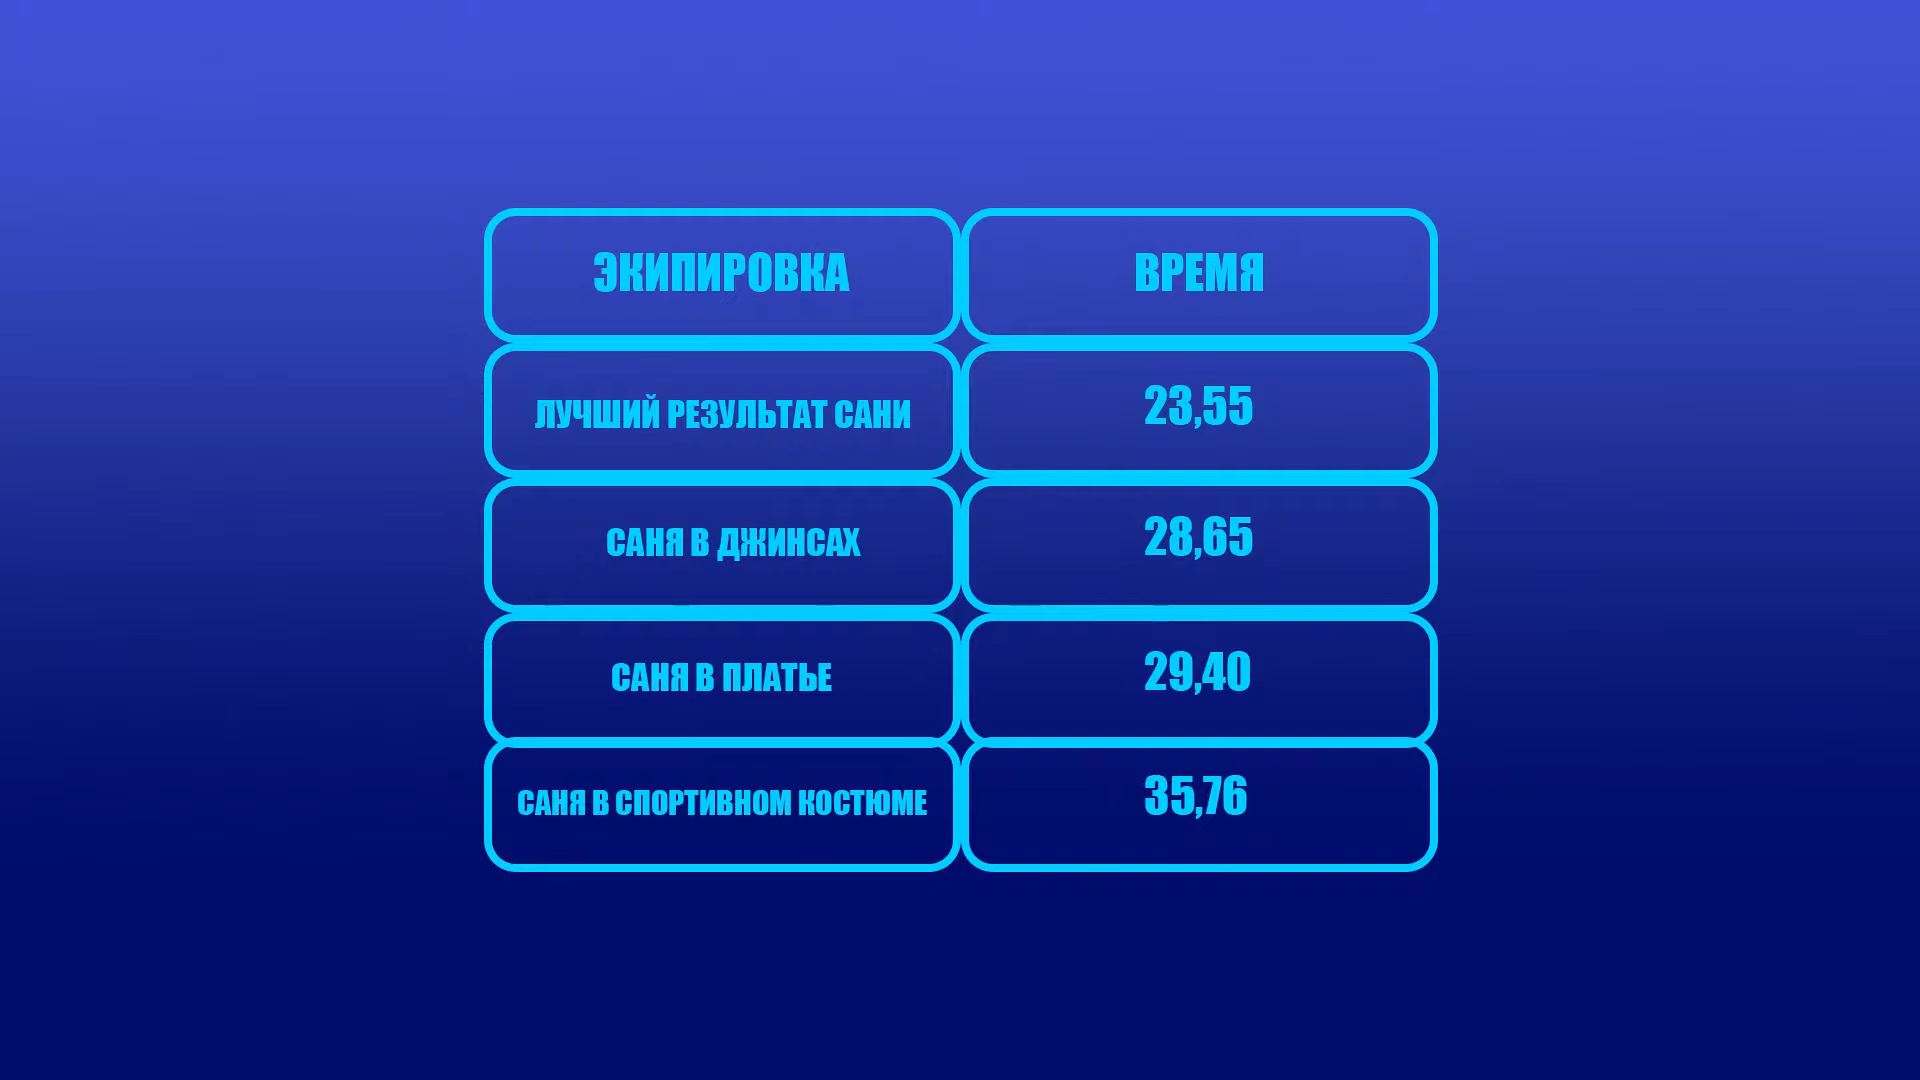 ЭКИПИРОВКА ВРЕМЯ
ЛУЧШИЙ РЕЗУЛЬТАТ САНИ 23,55
САНЯ В ДЖИНСАХ 28,65
САНЯ В ПЛАТЬЕ 29,40
САНЯ В СПОРТИВНОМ КОСТЮМЕ 35,76